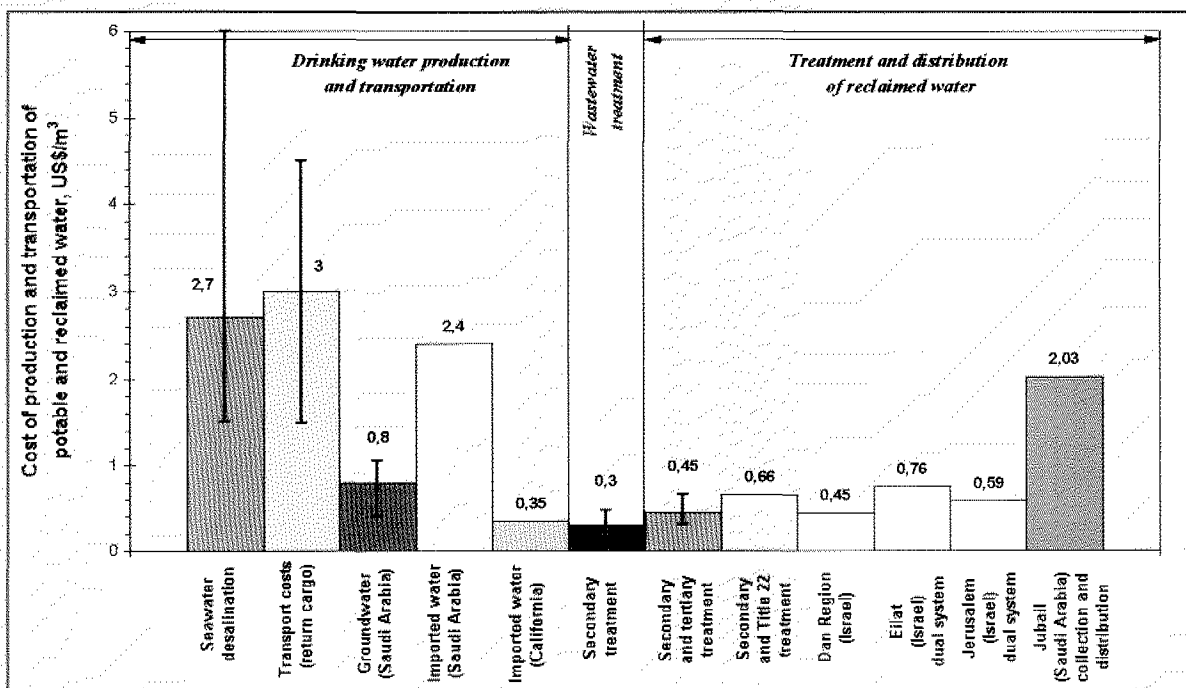 Cost of production and transportation of
potable and reclaimed water, US$/m³
6
5
4
3
2
1
0
Drinking water production
and transportation
Wastewater
treatment
Treatment and distribution
of reclaimed water
2,7
3
0,8
2,4
0,35
0,3
0,45
0,66
0,45
0,76
0,59
2,03
Seawater
desalination
Transport costs
(return cargo)
Groundwater
(Saudi Arabia)
Imported water
(Saudi Arabia)
Imported water
(California)
Secondary
treatment
Secondary
and tertiary
treatment
Secondary
and Title 22
treatment
Dan Region
(Israel)
Eilat
(Israel)
dual system
Jerusalem
(Israel)
dual system
Jubail
(Saudi Arabia)
collection and
distribution